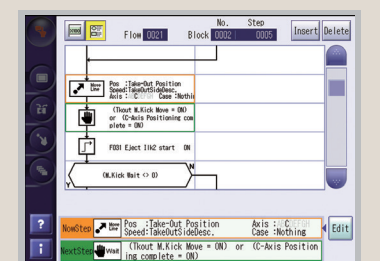 No. Step
Flow 0021 Block 0002 0005 Insert Delete
Move Line
Pos :Take-Out Position
Speed:TakeOutSideDesc.
Axis : C Case :Nothin
(Tkout M.Kick Move = ON)
or (C-Axis Positioning com
plete = ON)
F031 Eject Ilk2 start ON
(M.Kick Wait <> 0)
Y N
NowStep Move Line Pos :Take-Out Position Axis : C
Speed:TakeOutSideDesc. Case :Nothing
Edit
NextStep Wait (Tkout M.Kick Move = ON) or (C-Axis Position
ing complete = ON)
? i